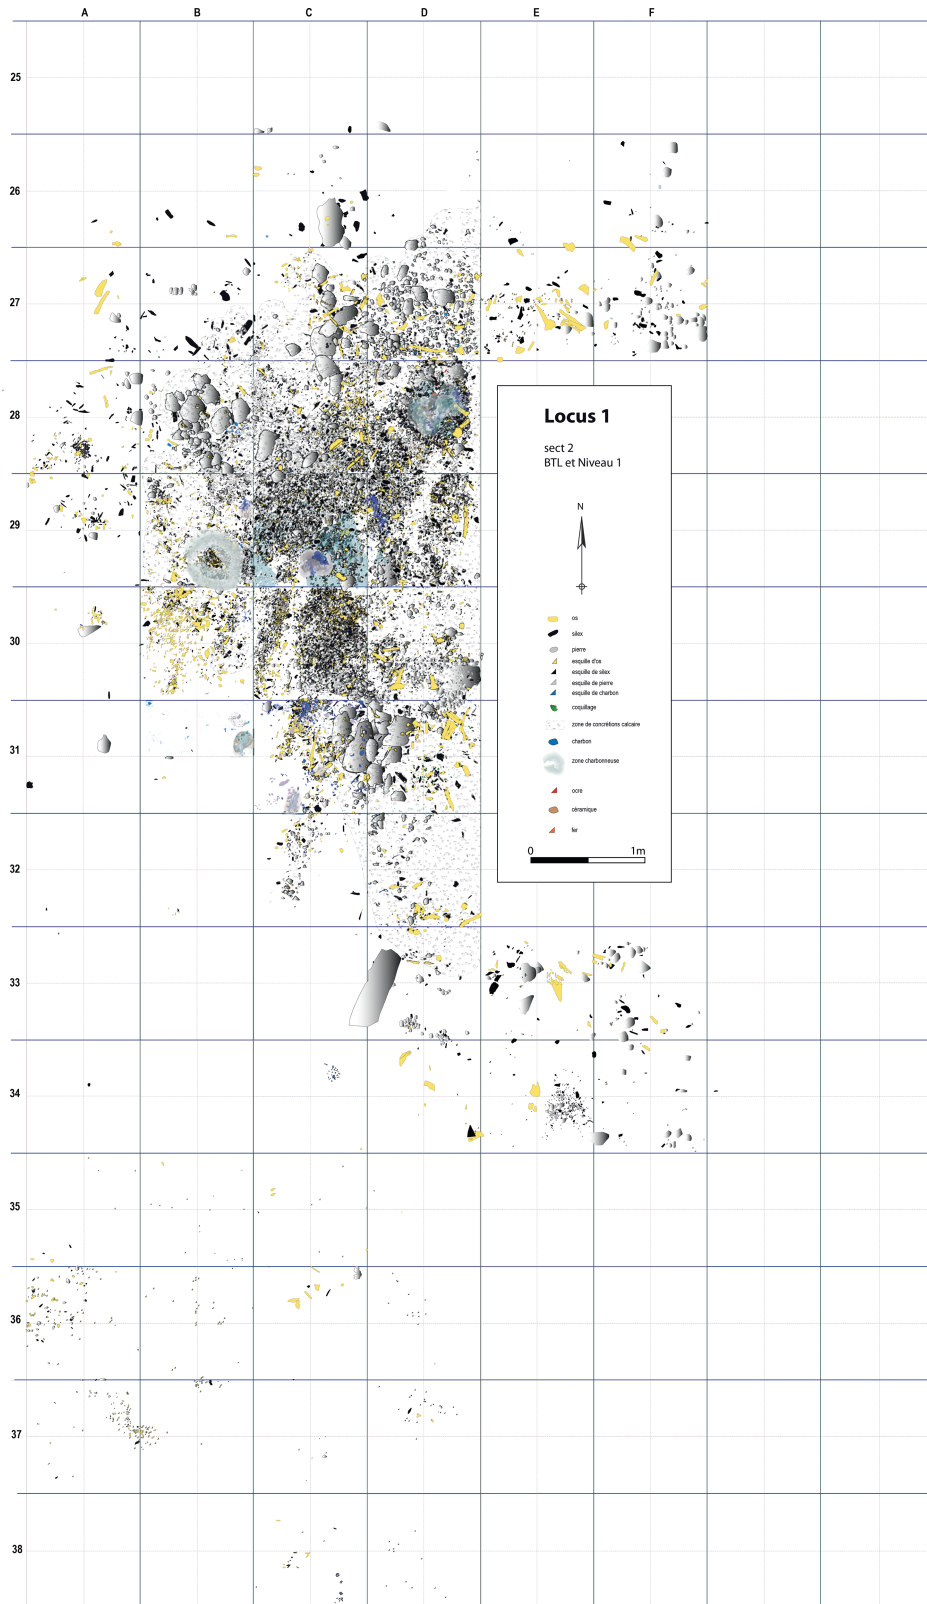 A B C D E F
25
26
27
28
Locus 1
sect 2
BTL et Niveau 1
N
29
os
silex
30
pierre
esquille d'os
esquille de silex
esquille de pierre
esquille de charbon
coquillage
zone de concrétions calcaire
31
charbon
zone charbonneuse
ocre
céramique
fer
0 1m
32
33
34
35
36
37
38